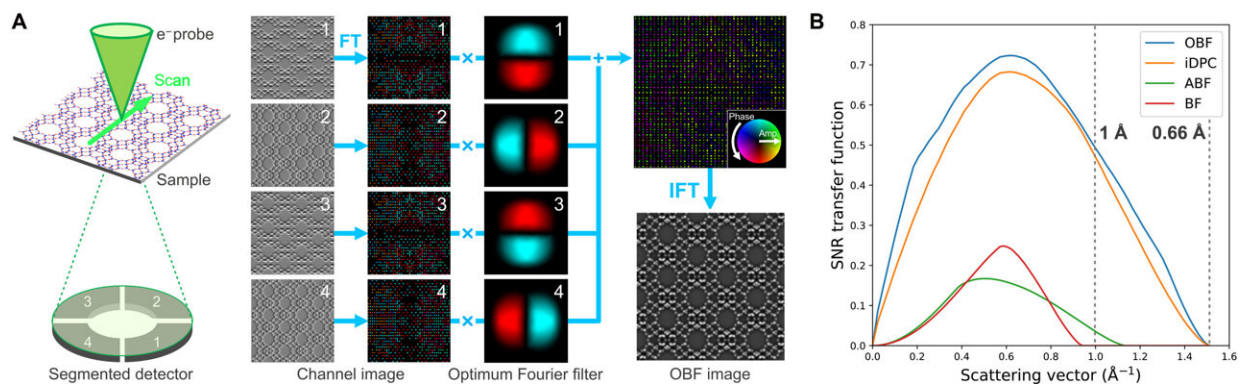 A
e⁻probe
Scan
Sample
3
2
4
1
Segmented detector
1
2
3
4
FT
1
2
3
4
Channel image
×
×
×
×
1
2
3
4
Optimum Fourier filter
+
Phase
Amp.
IFT
OBF image
B
0.8
0.7
0.6
0.5
0.4
0.3
0.2
0.1
0.0
SNR transfer function
OBF
iDPC
ABF
BF
1 Å
0.66 Å
0.0 0.2 0.4 0.6 0.8 1.0 1.2 1.4 1.6
Scattering vector (Å⁻¹)